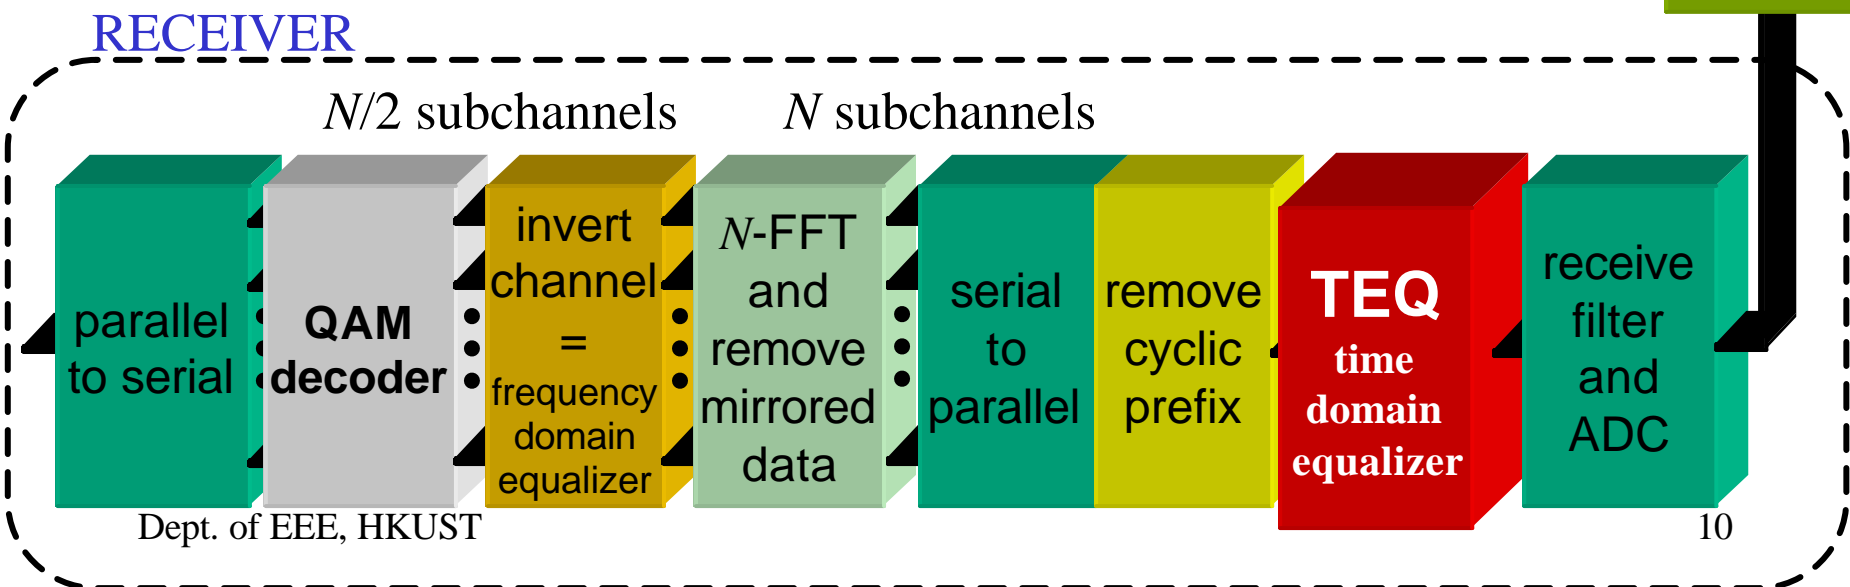 RECEIVER
N/2 subchannels
N subchannels
parallel
to serial
QAM
decoder
invert
channel
=
frequency
domain
equalizer
N-FFT
and
remove
mirrored
data
serial
to
parallel
remove
cyclic
prefix
TEQ
time
domain
equalizer
receive
filter
and
ADC
Dept. of EEE, HKUST
10